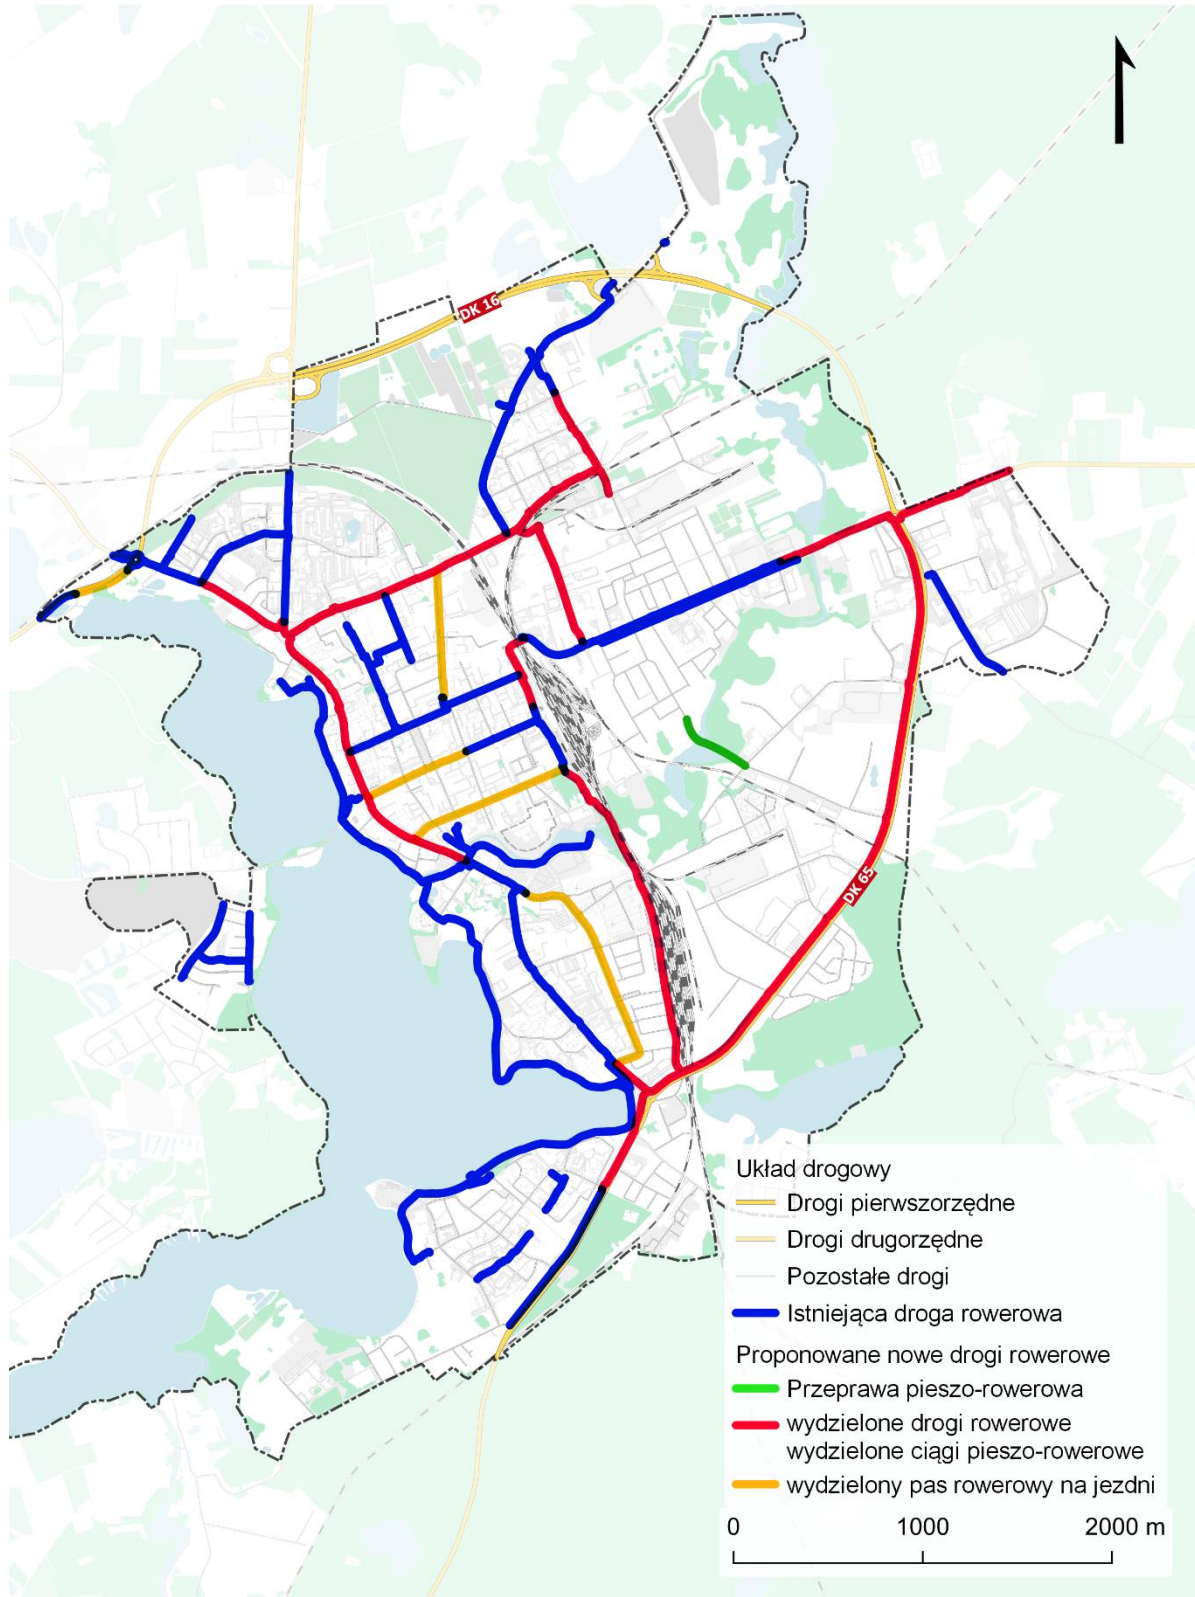 DK 16
DK 65
Układ drogowy
Drogi pierwszorzędne
Drogi drugorzędne
Pozostałe drogi
Istniejąca droga rowerowa
Proponowane nowe drogi rowerowe
Przeprawa pieszo-rowerowa
wydzielone drogi rowerowe
wydzielone ciągi pieszo-rowerowe
wydzielony pas rowerowy na jezdni
0 1000 2000 m